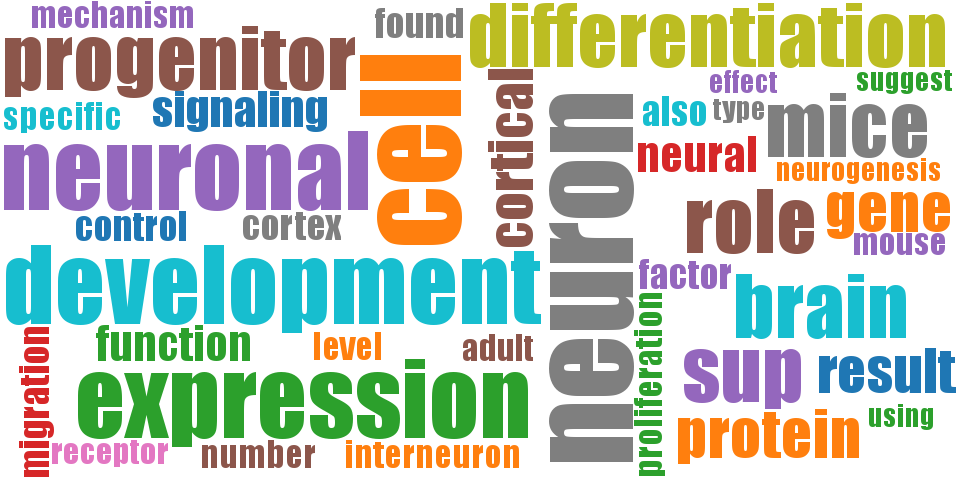 mechanism
found
differentiation
progenitor
cell
cortical
effect
suggest
specific
signaling
neuron
also
type
mice
neuronal
neural
neurogenesis
control
cortex
role
gene
mouse
development
factor
brain
migration
function
level
adult
proliferation
sup
result
expression
protein
using
receptor
number
interneuron